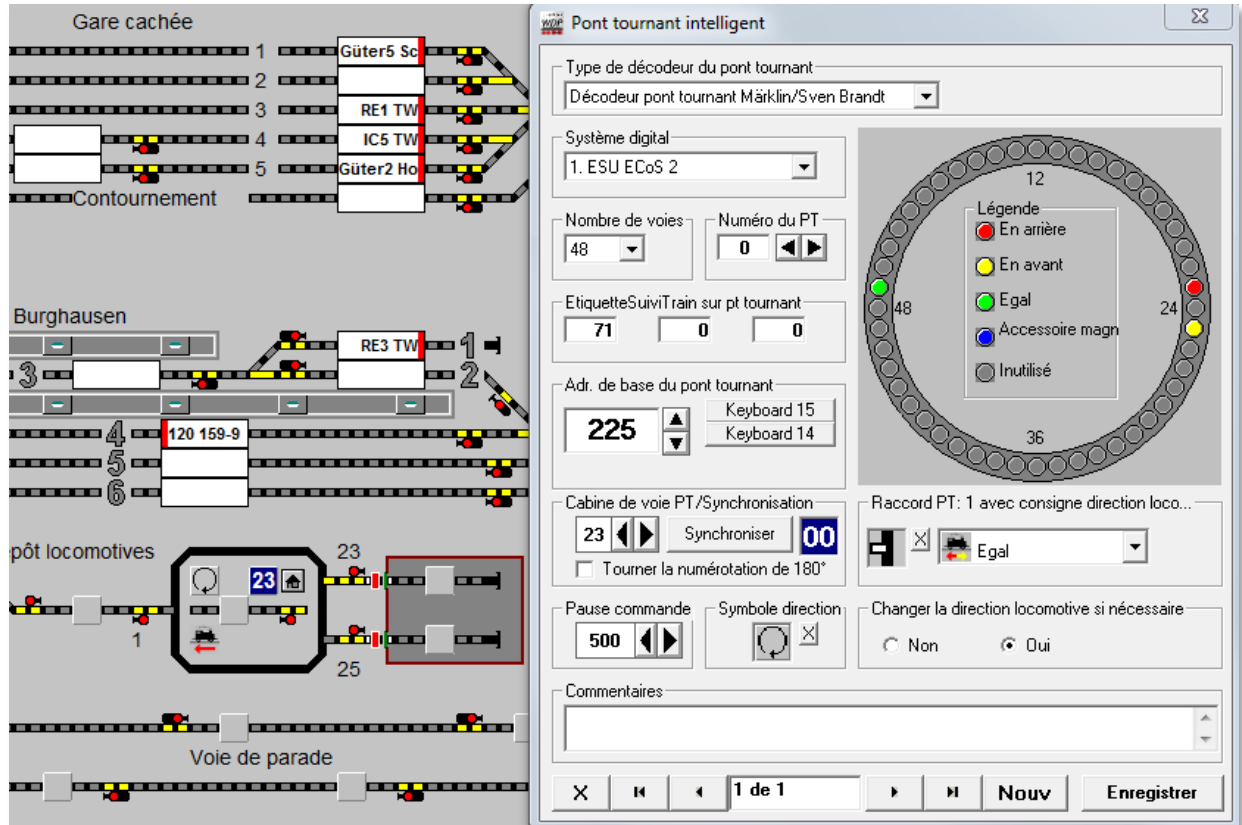 Gare cachée
1 Güter5 Sc
2
3 RE1 TW
4 IC5 TW
5 Güter2 Ho
Contournement
Burghausen
RE3 TW 1
3 2
4 120 159-9
5
6
pôt locomotives 23
23
1
25
Voie de parade
WDP Pont tournant intelligent
Type de décodeur du pont tournant
Décodeur pont tournant Märklin/Sven Brandt
Système digital
1. ESU ECoS 2
Nombre de voies Numéro du PT
48 0
EtiquetteSuiviTrain sur pt tournant
71 0 0
Adr. de base du pont tournant
225 Keyboard 15
Keyboard 14
12
Légende
En arrière
En avant
48 Egal 24
Accessoire magn
Inutilisé
36
Cabine de voie PT/Synchronisation
23 Synchroniser 00
Tourner la numérotation de 180°
Raccord PT: 1 avec consigne direction loco...
X Egal
Pause commande Symbole direction
500 X
Changer la direction locomotive si nécessaire
Non Oui
Commentaires
X 1 de 1 Nouv Enregistrer